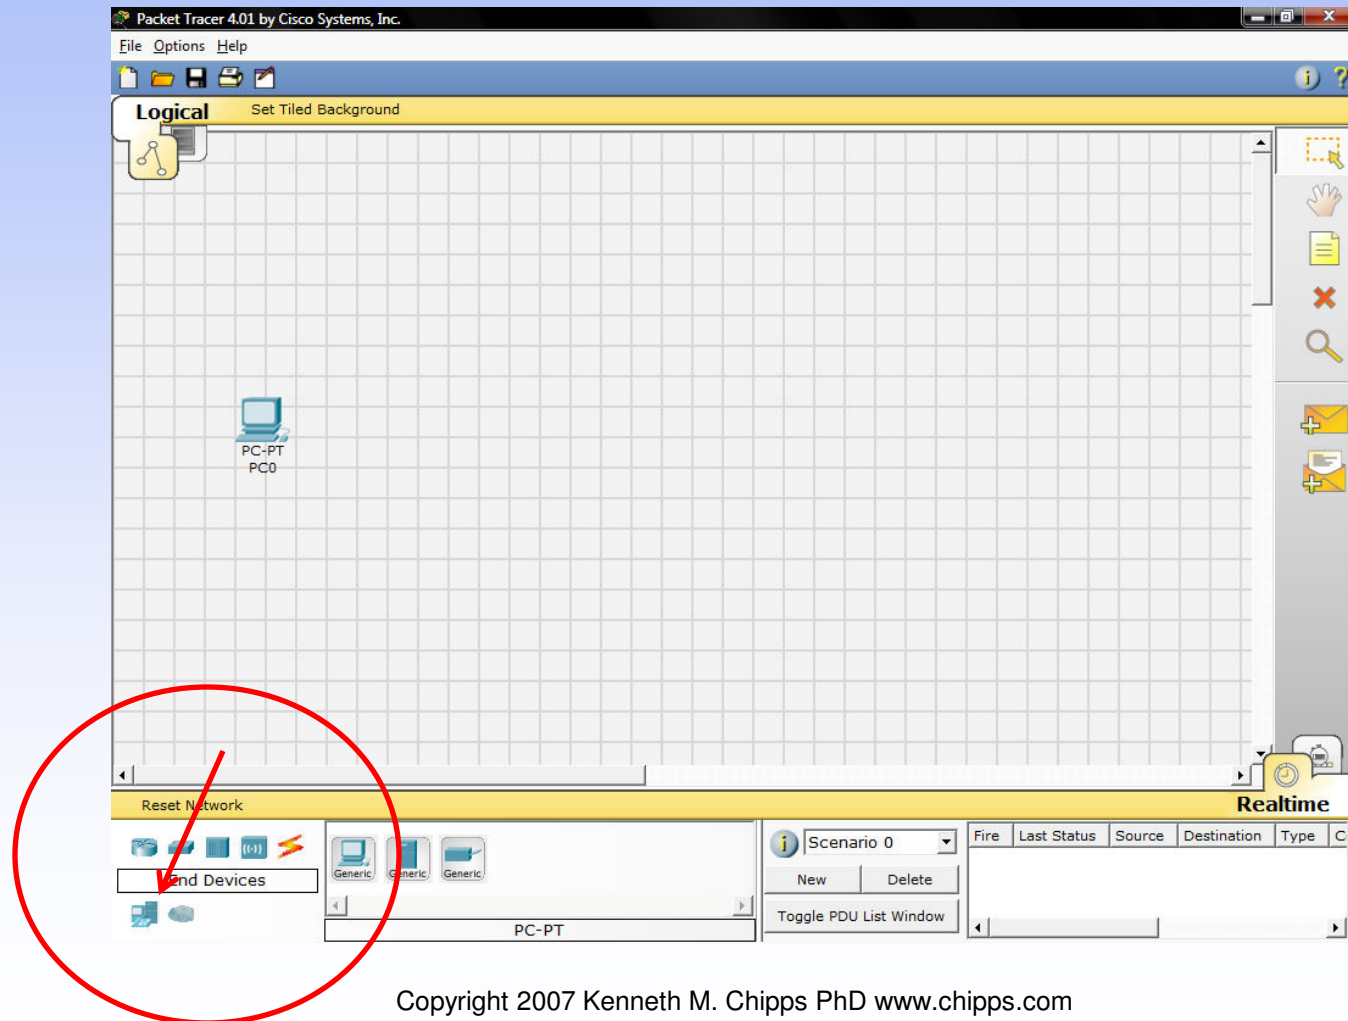 Packet Tracer 4.01 by Cisco Systems, Inc.
File Options Help
Logical Set Tiled Background
PC-PT
PC0
Reset Network
Realtime
End Devices
Generic Generic Generic
PC-PT
Scenario 0
New Delete
Toggle PDU List Window
Fire Last Status Source Destination Type C
Copyright 2007 Kenneth M. Chipps PhD www.chipps.com